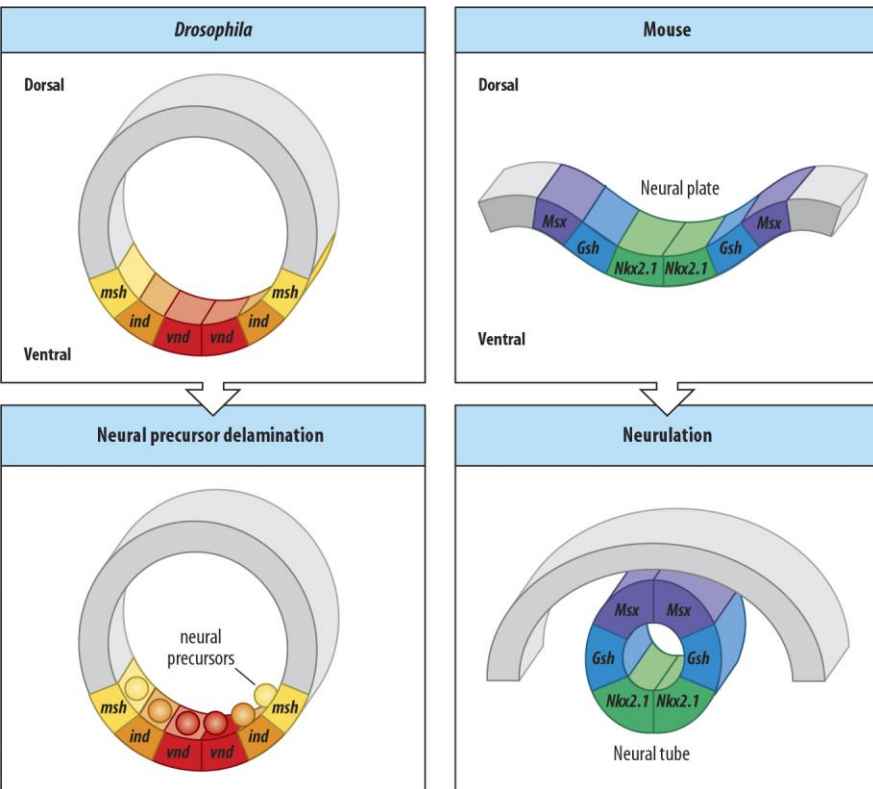 Drosophila
Dorsal
msh
ind
vnd
vnd
ind
msh
Ventral
Mouse
Dorsal
Neural plate
Msx
Gsh
Nkx2.1
Nkx2.1
Gsh
Msx
Ventral
Neural precursor delamination
neural
precursors
msh
ind
vnd
vnd
ind
msh
Neurulation
Msx
Msx
Gsh
Gsh
Nkx2.1
Nkx2.1
Neural tube